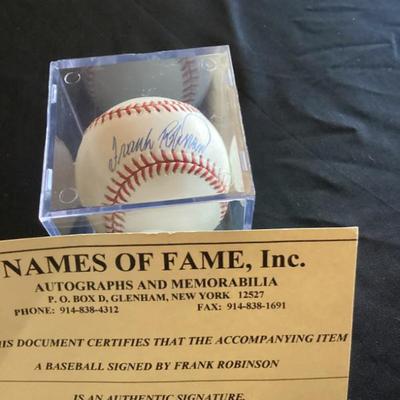 Frank Robinson
NAMES OF FAME, Inc.
AUTOGRAPHS AND MEMORABILIA
P. O. BOX D, GLENHAM, NEW YORK 12527
PHONE: 914-838-4312 FAX: 914-838-1691
IS DOCUMENT CERTIFIES THAT THE ACCOMPANYING ITEM
A BASEBALL SIGNED BY FRANK ROBINSON
IS AN AUTHENTIC SIGNATURE.